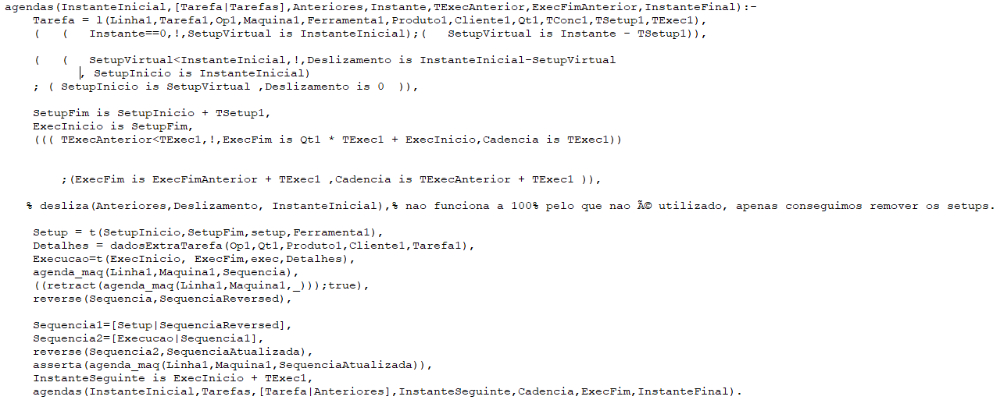 agendas(InstanteInicial,[Tarefa|Tarefas],Anteriores,Instante,TExecAnterior,ExecFimAnterior,InstanteFinal):-
Tarefa = l(Linha1,Tarefa1,Op1,Maquina1,Ferramenta1,Produto1,Cliente1,Qt1,TConc1,TSetup1,TExec1),
(   (   Instante==0,!,SetupVirtual is InstanteInicial);(   SetupVirtual is Instante - TSetup1)),
(   (   SetupVirtual<InstanteInicial,!,Deslizamento is InstanteInicial-SetupVirtual
, SetupInicio is InstanteInicial)
; ( SetupInicio is SetupVirtual ,Deslizamento is 0  )),
SetupFim is SetupInicio + TSetup1,
ExecInicio is SetupFim,
((( TExecAnterior<TExec1,!,ExecFim is Qt1 * TExec1 + ExecInicio,Cadencia is TExec1))
;(ExecFim is ExecFimAnterior + TExec1 ,Cadencia is TExecAnterior + TExec1 )),
% desliza(Anteriores,Deslizamento, InstanteInicial),% nao funciona a 100% pelo que nao Ã© utilizado, apenas conseguimos remover os setups.
Setup = t(SetupInicio,SetupFim,setup,Ferramenta1),
Detalhes = dadosExtraTarefa(Op1,Qt1,Produto1,Cliente1,Tarefa1),
Execucao=t(ExecInicio, ExecFim,exec,Detalhes),
agenda_maq(Linha1,Maquina1,Sequencia),
((retract(agenda_maq(Linha1,Maquina1,_)));true),
reverse(Sequencia,SequenciaReversed),
Sequencia1=[Setup|SequenciaReversed],
Sequencia2=[Execucao|Sequencia1],
reverse(Sequencia2,SequenciaAtualizada),
asserta(agenda_maq(Linha1,Maquina1,SequenciaAtualizada)),
InstanteSeguinte is ExecInicio + TExec1,
agendas(InstanteInicial,Tarefas,[Tarefa|Anteriores],InstanteSeguinte,Cadencia,ExecFim,InstanteFinal).